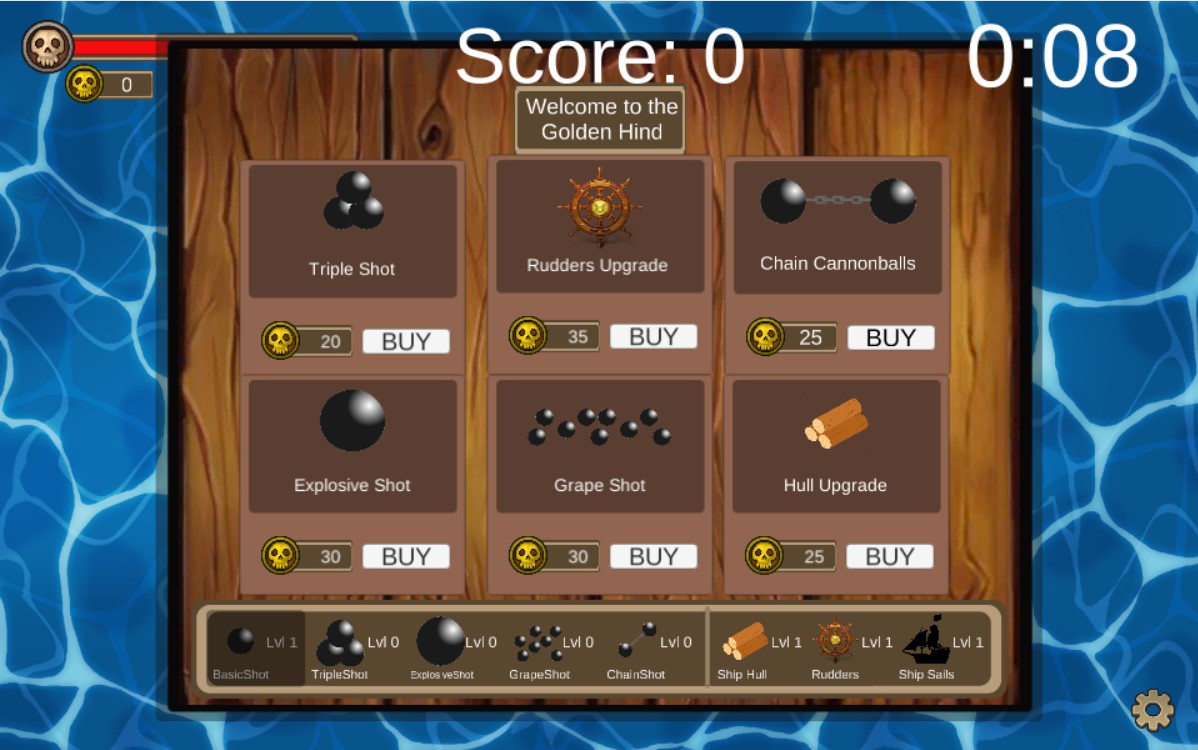 Score: 0
0:08
0
Welcome to the
Golden Hind
Triple Shot
Rudders Upgrade
Chain Cannonballs
20
BUY
35
BUY
25
BUY
Explosive Shot
Grape Shot
Hull Upgrade
30
BUY
30
BUY
25
BUY
Lvl 1
Lvl 0
Lvl 0
Lvl 0
Lvl 0
Lvl 1
Lvl 1
Lvl 1
BasicShot
TripleShot
ExplosiveShot
GrapeShot
ChainShot
Ship Hull
Rudders
Ship Sails